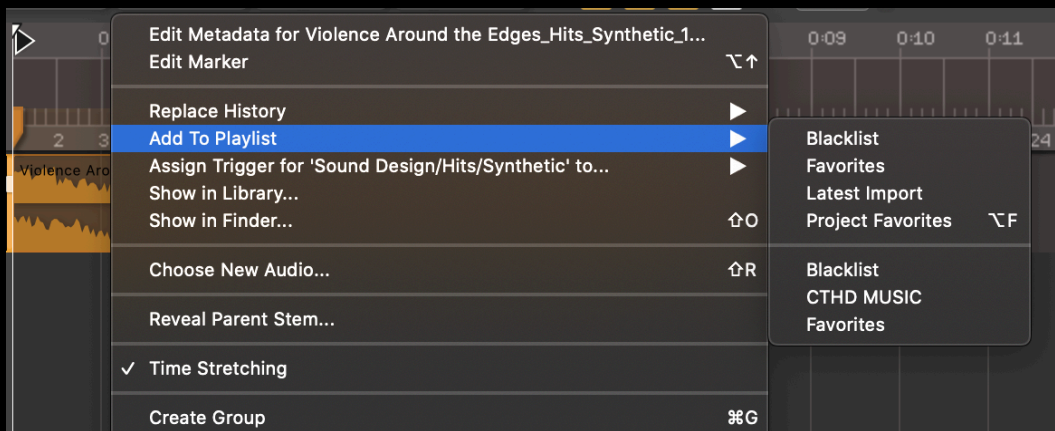 0:09 0:10 0:11
2 3
24
Violence Aro
Edit Metadata for Violence Around the Edges_Hits_Synthetic_1...
Edit Marker ⌥↑
Replace History ▶
Add To Playlist ▶
Assign Trigger for 'Sound Design/Hits/Synthetic' to... ▶
Show in Library...
Show in Finder... ⇧O
Choose New Audio... ⇧R
Reveal Parent Stem...
✓ Time Stretching
Create Group ⌘G
Blacklist
Favorites
Latest Import
Project Favorites ⌥F
Blacklist
CTHD MUSIC
Favorites